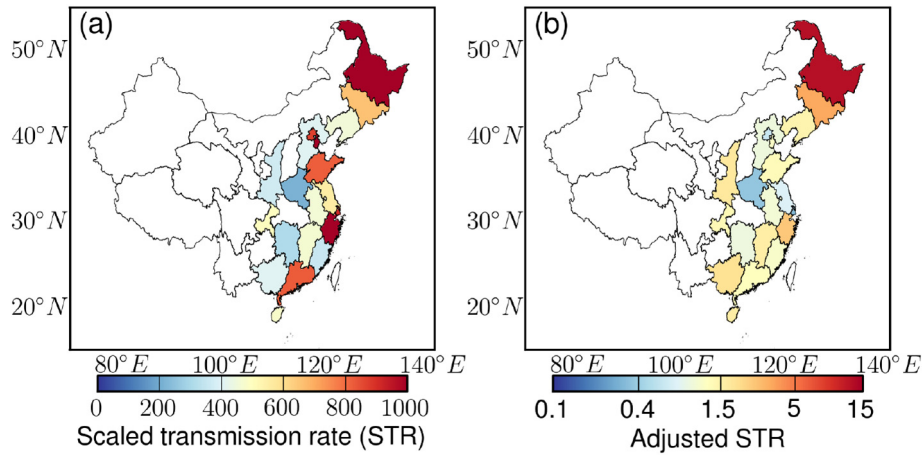 (a)
50°N
40°N
30°N
20°N
80°E 100°E 120°E 140°E
0 200 400 600 800 1000
Scaled transmission rate (STR)
(b)
50°N
40°N
30°N
20°N
80°E 100°E 120°E 140°E
0.1 0.4 1.5 5 15
Adjusted STR